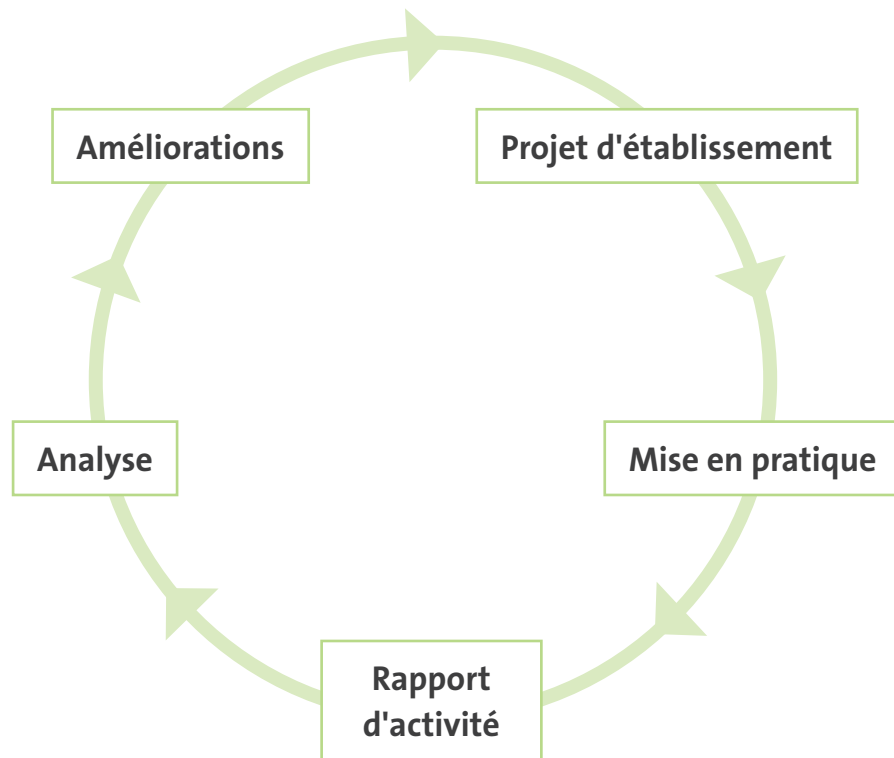 Améliorations
Projet d'établissement
Analyse
Mise en pratique
Rapport
d'activité